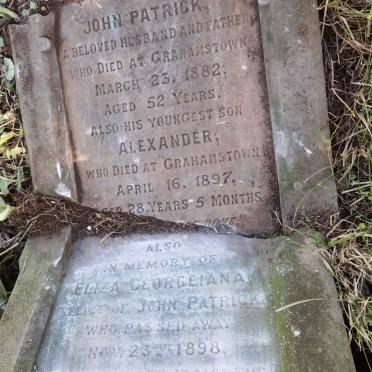 JOHN PATRICK,
A BELOVED HUSBAND AND FATHER
WHO DIED AT GRAHAMSTOWN
MARCH 23, 1882,
AGED 52 YEARS.
ALSO HIS YOUNGEST SON
ALEXANDER,
WHO DIED AT GRAHAMSTOWN
APRIL 16, 1897,
AGED 28 YEARS 5 MONTHS
ALSO
IN MEMORY OF
ELIZA GEORGEIANA
RELICT OF JOHN PATRICK
WHO PASSED AWAY
NOV 23RD 1898.